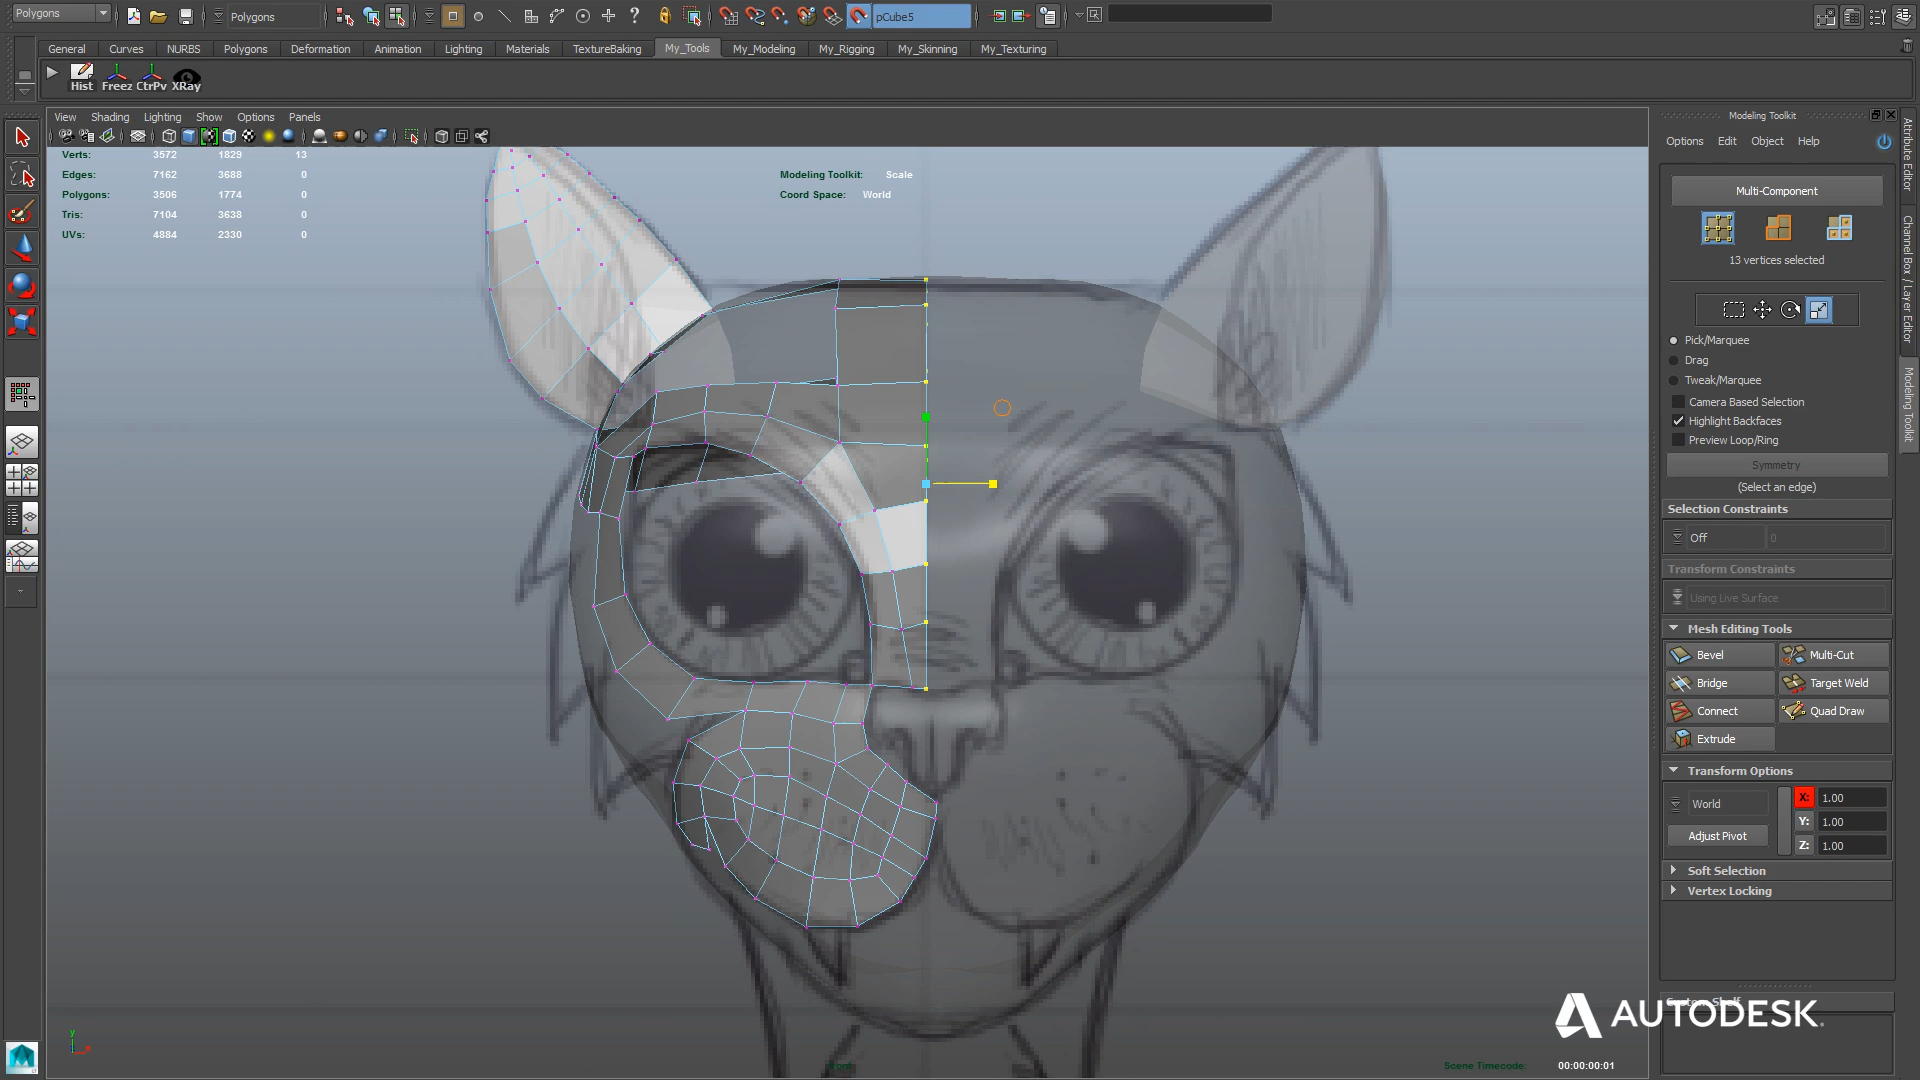 Polygons
Polygons
pCube5
General Curves NURBS Polygons Deformation Animation Lighting Materials TextureBaking My_Tools My_Modeling My_Rigging My_Skinning My_Texturing
Hist Freez CtrPv XRay
View Shading Lighting Show Options Panels
Verts: 3572 1829 13
Edges: 7162 3688 0
Polygons: 3506 1774 0
Tris: 7104 3638 0
UVs: 4884 2330 0
Modeling Toolkit: Scale
Coord Space: World
y
front
Scene Timecode: 00:00:00:01
Modeling Toolkit
Options Edit Object Help
Multi-Component
13 vertices selected
Pick/Marquee
Drag
Tweak/Marquee
Camera Based Selection
Highlight Backfaces
Preview Loop/Ring
Symmetry
(Select an edge)
Selection Constraints
Off 0
Transform Constraints
Using Live Surface
Mesh Editing Tools
Bevel Multi-Cut
Bridge Target Weld
Connect Quad Draw
Extrude
Transform Options
World X: 1.00
Y: 1.00
Adjust Pivot
Z: 1.00
Soft Selection
Vertex Locking
Custom Shelf
AUTODESK.
Attribute Editor
Channel Box / Layer Editor
Modeling Toolkit